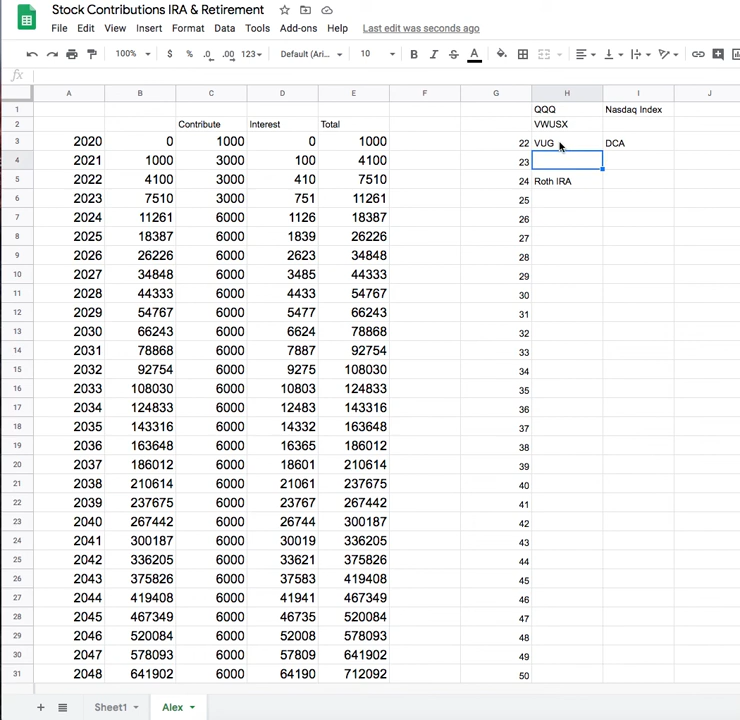 Stock Contributions IRA & Retirement
File Edit View Insert Format Data Tools Add-ons Help Last edit was seconds ago
100% $ % .0 .00 123 Default (Ari... 10 B I S A
fx
A B C D E F G H I J
1 QQQ Nasdaq Index
2 Contribute Interest Total VWUSX
3 2020 0 1000 0 1000 22 VUG DCA
4 2021 1000 3000 100 4100 23
5 2022 4100 3000 410 7510 24 Roth IRA
6 2023 7510 3000 751 11261 25
7 2024 11261 6000 1126 18387 26
8 2025 18387 6000 1839 26226 27
9 2026 26226 6000 2623 34848 28
10 2027 34848 6000 3485 44333 29
11 2028 44333 6000 4433 54767 30
12 2029 54767 6000 5477 66243 31
13 2030 66243 6000 6624 78868 32
14 2031 78868 6000 7887 92754 33
15 2032 92754 6000 9275 108030 34
16 2033 108030 6000 10803 124833 35
17 2034 124833 6000 12483 143316 36
18 2035 143316 6000 14332 163648 37
19 2036 163648 6000 16365 186012 38
20 2037 186012 6000 18601 210614 39
21 2038 210614 6000 21061 237675 40
22 2039 237675 6000 23767 267442 41
23 2040 267442 6000 26744 300187 42
24 2041 300187 6000 30019 336205 43
25 2042 336205 6000 33621 375826 44
26 2043 375826 6000 37583 419408 45
27 2044 419408 6000 41941 467349 46
28 2045 467349 6000 46735 520084 47
29 2046 520084 6000 52008 578093 48
30 2047 578093 6000 57809 641902 49
31 2048 641902 6000 64190 712092 50
Sheet1 Alex